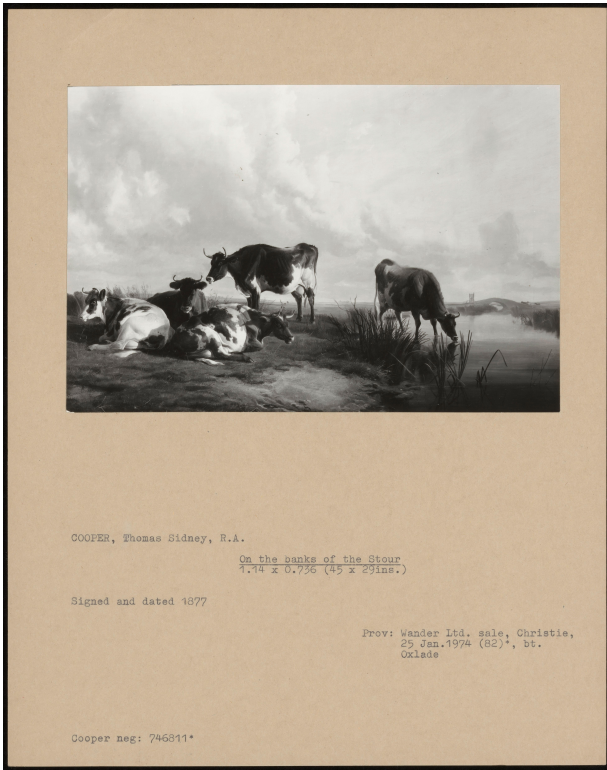 COOPER, Thomas Sidney, R.A.
On the banks of the Stour
1.14 x 0.736 (45 x 29ins.)
Signed and dated 1877
Prov: Wander Ltd. sale, Christie,
25 Jan.1974 (82)*, bt.
Oxlade
Cooper neg: 746811*